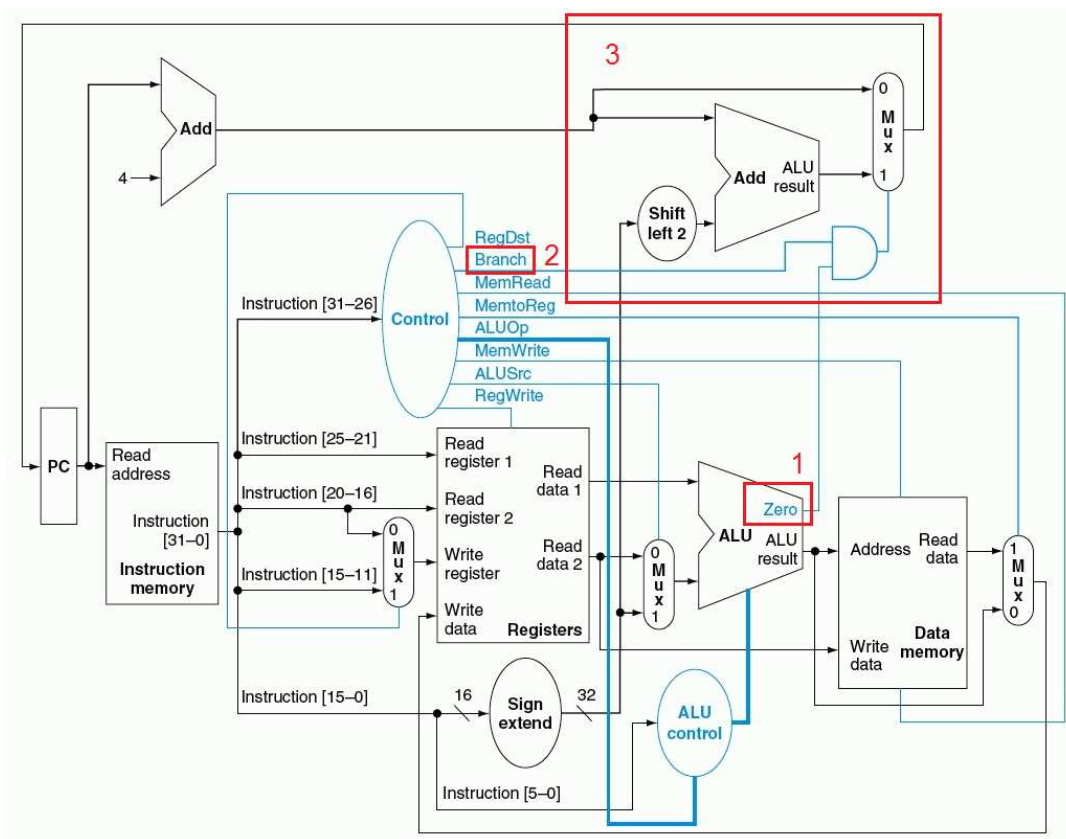 3
0
M
u
x
1
Add
4
Add
ALU
result
Shift
left 2
RegDst
Branch
2
MemRead
MemtoReg
ALUOp
MemWrite
ALUSrc
RegWrite
Control
Instruction [31–26]
Instruction [25–21]
Instruction [20–16]
Instruction [15–11]
Instruction [15–0]
Instruction [5–0]
PC
Read
address
Instruction
[31–0]
Instruction
memory
0
M
u
x
1
Read
register 1
Read
register 2
Write
register
Write
data
Read
data 1
Read
data 2
Registers
16
Sign
extend
32
0
M
u
x
1
1
Zero
ALU
ALU
result
ALU
control
Address
Read
data
Write
data
Data
memory
1
M
u
x
0